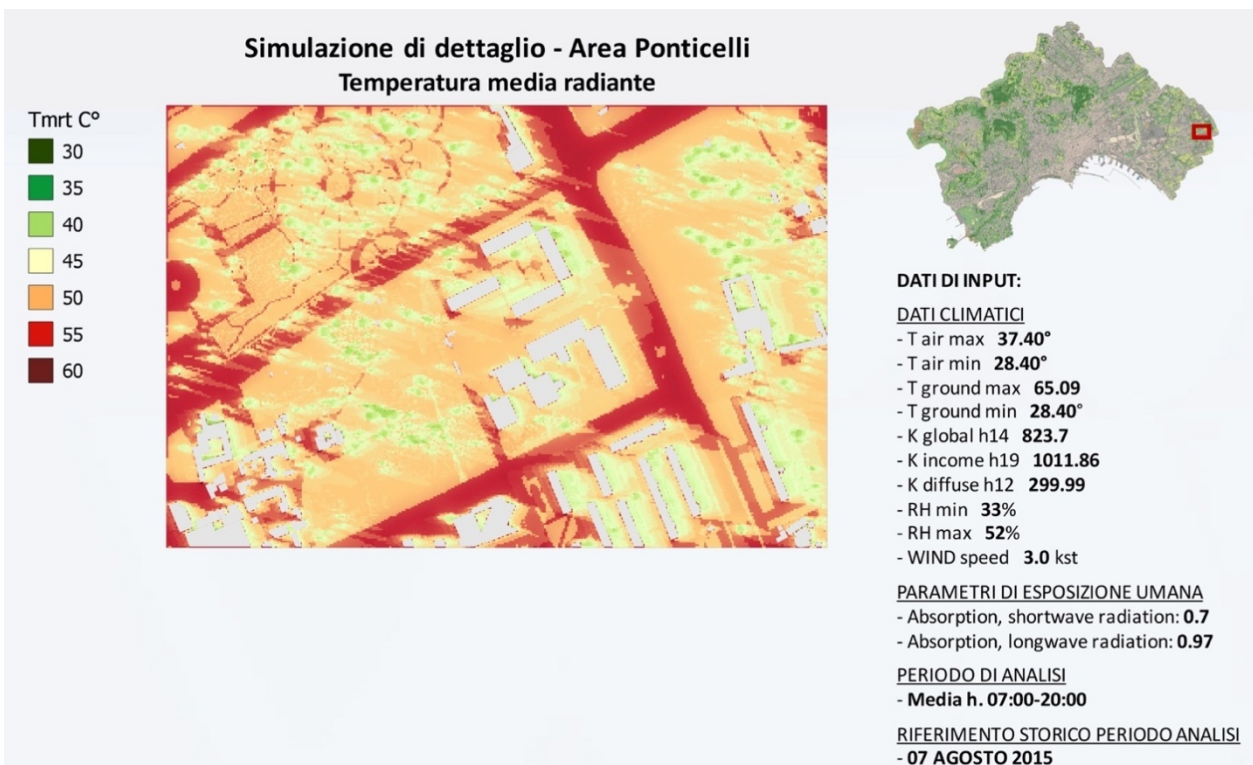 Simulazione di dettaglio - Area Ponticelli
Temperatura media radiante
Tmrt C°
30
35
40
45
50
55
60
DATI DI INPUT:
DATI CLIMATICI
- T air max 37.40°
- T air min 28.40°
- T ground max 65.09
- T ground min 28.40°
- K global h14 823.7
- K income h19 1011.86
- K diffuse h12 299.99
- RH min 33%
- RH max 52%
- WIND speed 3.0 kst
PARAMETRI DI ESPOSIZIONE UMANA
- Absorption, shortwave radiation: 0.7
- Absorption, longwave radiation: 0.97
PERIODO DI ANALISI
- Media h. 07:00-20:00
RIFERIMENTO STORICO PERIODO ANALISI
- 07 AGOSTO 2015